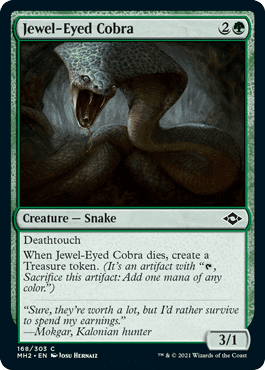 Jewel-Eyed Cobra 2
Creature — Snake
Deathtouch
When Jewel-Eyed Cobra dies, create a
Treasure token. (It's an artifact with “,
Sacrifice this artifact: Add one mana of any
color.”)
“Sure, they're worth a lot, but I'd rather survive
to spend my earnings.”
—Mokgar, Kalonian hunter
3/1
168/303 C
MH2 • EN Josu Hernaiz
™ & © 2021 Wizards of the Coast